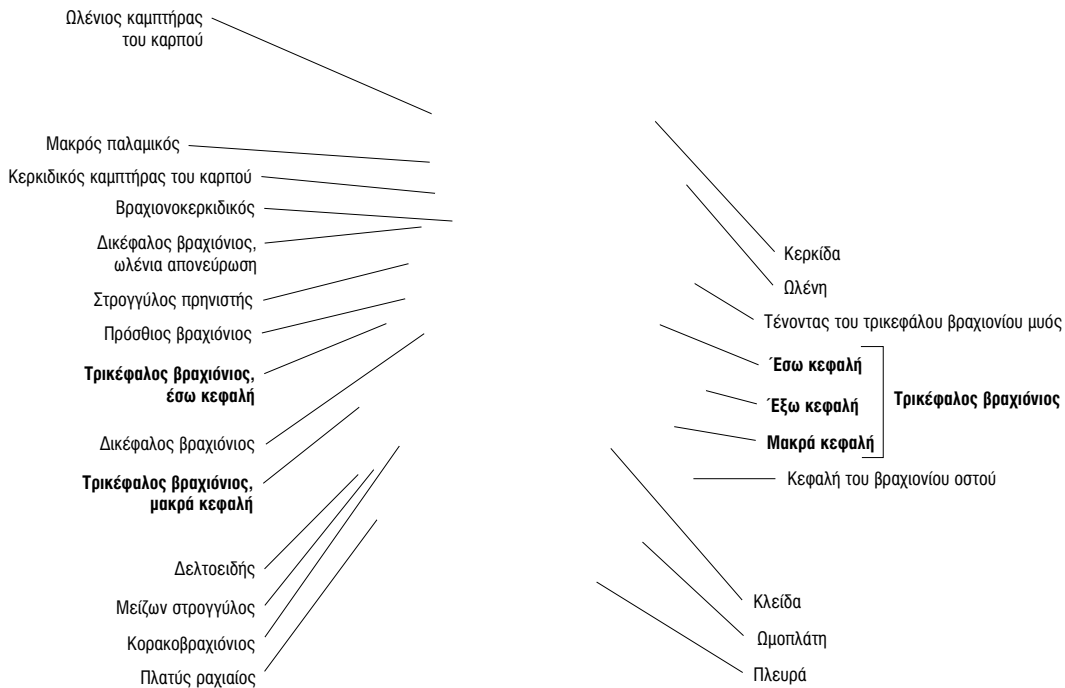 Ωλένιος καμπτήρας
του καρπού
Μακρός παλαμικός
Κερκιδικός καμπτήρας του καρπού
Βραχιονοκερκιδικός
Δικέφαλος βραχιόνιος,
ωλένια απονεύρωση
Στρογγύλος πρηνιστής
Πρόσθιος βραχιόνιος
Τρικέφαλος βραχιόνιος,
έσω κεφαλή
Δικέφαλος βραχιόνιος
Τρικέφαλος βραχιόνιος,
μακρά κεφαλή
Δελτοειδής
Μείζων στρογγύλος
Κορακοβραχιόνιος
Πλατύς ραχιαίος
Κερκίδα
Ωλένη
Τένοντας του τρικεφάλου βραχιονίου μυός
Έσω κεφαλή
Έξω κεφαλή
Μακρά κεφαλή
Τρικέφαλος βραχιόνιος
Κεφαλή του βραχιονίου οστού
Κλείδα
Ωμοπλάτη
Πλευρά